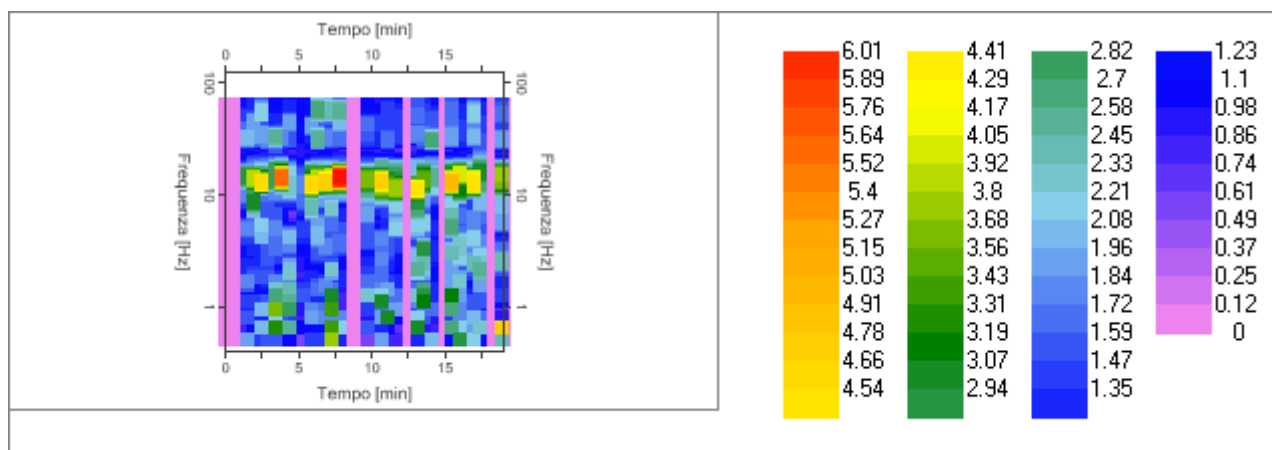 Tempo [min]
0 5 10 15
100 100
Frequenza [Hz] Frequenza [Hz]
10 10
1 1
0 5 10 15
Tempo [min]
6.01 4.41 2.82 1.23
5.89 4.29 2.7 1.1
5.76 4.17 2.58 0.98
5.64 4.05 2.45 0.86
5.52 3.92 2.33 0.74
5.4 3.8 2.21 0.61
5.27 3.68 2.08 0.49
5.15 3.56 1.96 0.37
5.03 3.43 1.84 0.25
4.91 3.31 1.72 0.12
4.78 3.19 1.59 0
4.66 3.07 1.47
4.54 2.94 1.35